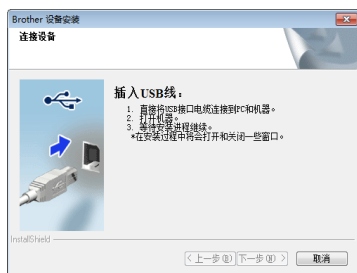 Brother 设备安装
连接设备
插入USB线：
1. 直接将USB接口电缆连接到PC和机器。
2. 打开机器。
3. 等待安装进程继续。
*在安装过程中将会打开和关闭一些窗口。
InstallShield
< 上一步(B) 下一步(N) > 取消